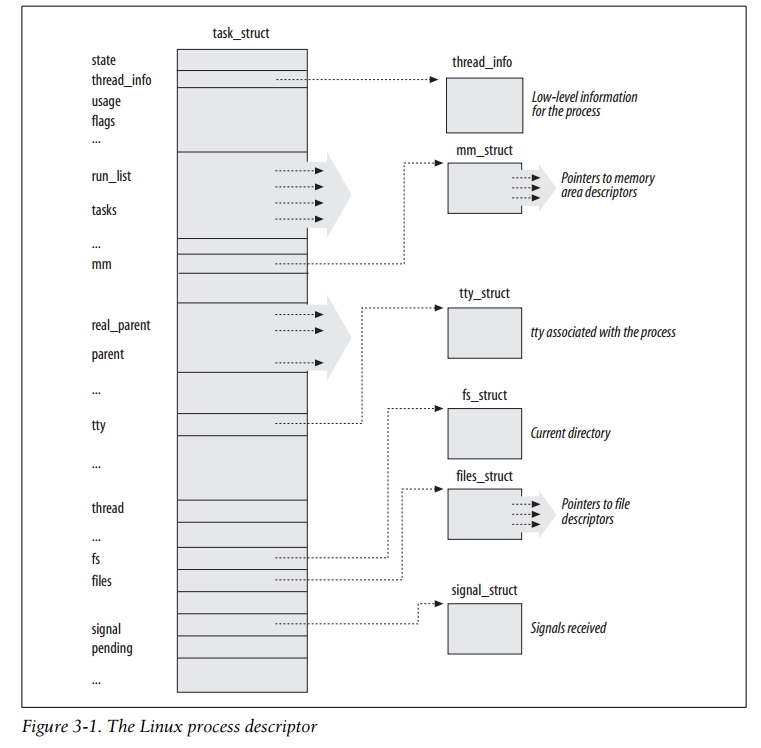 task_struct
state
thread_info
usage
flags
...
run_list
tasks
...
mm
real_parent
parent
...
tty
...
thread
...
fs
files
signal
pending
...
thread_info
Low-level information
for the process
mm_struct
Pointers to memory
area descriptors
tty_struct
tty associated with the process
fs_struct
Current directory
files_struct
Pointers to file
descriptors
signal_struct
Signals received
Figure 3-1. The Linux process descriptor